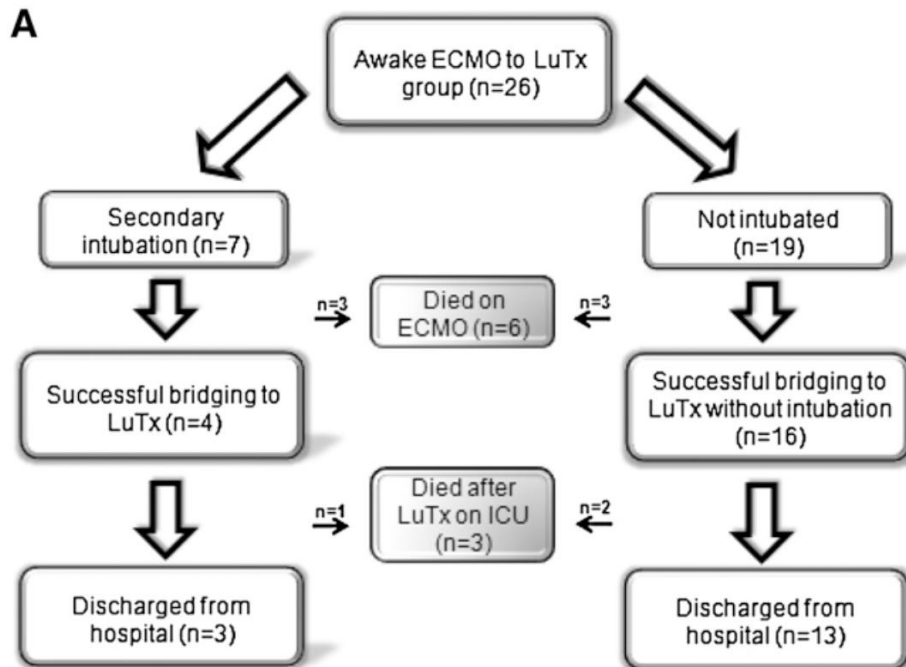 A
Awake ECMO to LuTx
group (n=26)
Secondary
intubation (n=7)
Not intubated
(n=19)
n=3
Died on
ECMO (n=6)
n=3
Successful bridging to
LuTx (n=4)
Successful bridging to
LuTx without intubation
(n=16)
n=1
Died after
LuTx on ICU
(n=3)
n=2
Discharged from
hospital (n=3)
Discharged from
hospital (n=13)